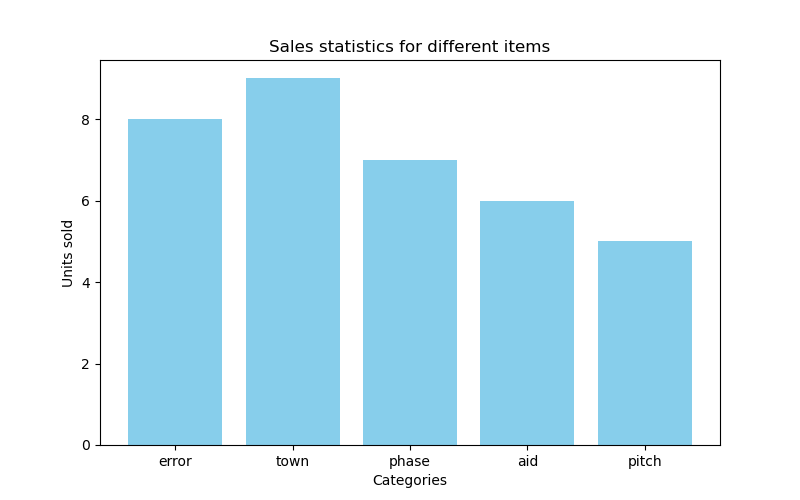 Sales statistics for different items
Units sold
8
6
4
2
0
error town phase aid pitch
Categories